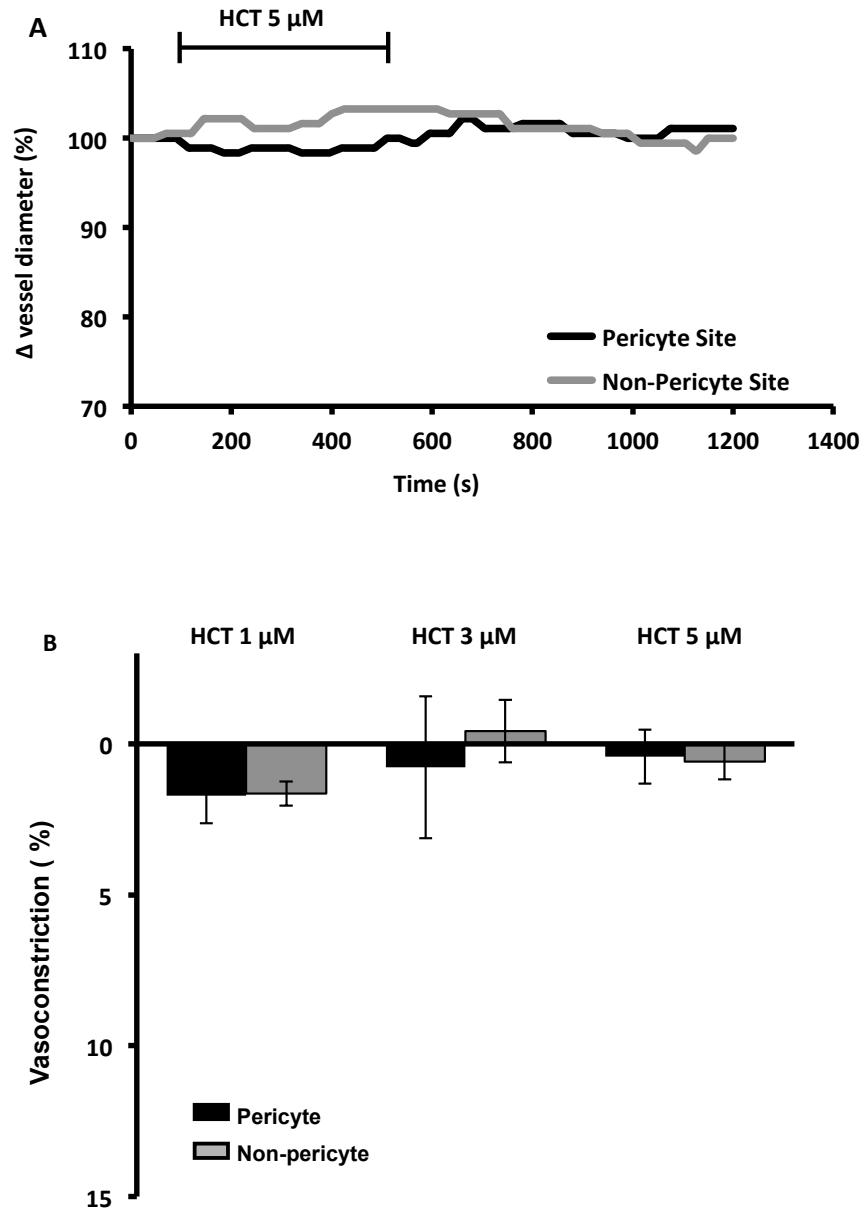 A
HCT 5 µM
110
100
90
80
70
Δ vessel diameter (%)
Pericyte Site
Non-Pericyte Site
0 200 400 600 800 1000 1200 1400
Time (s)
B
HCT 1 µM HCT 3 µM HCT 5 µM
0
5
10
15
Vasoconstriction ( %)
Pericyte
Non-pericyte